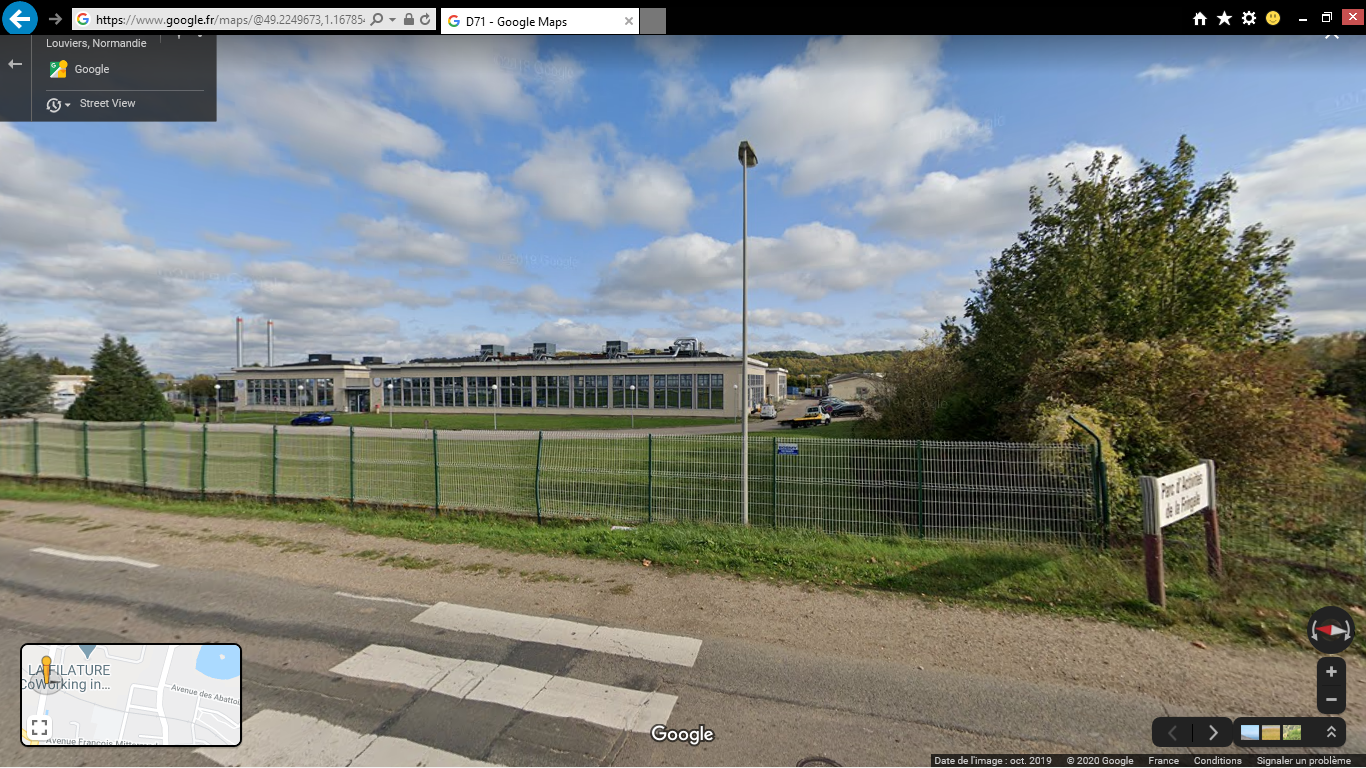 https://www.google.fr/maps/@49.2249673,1.16785
D71 - Google Maps
Louviers, Normandie
Google
Street View
Parc d' Activités
de la Fringale
LA FILATURE
CoWorking in...
Avenue des Abattoi
Avenue François Mitterrand
Google
Date de l'image : oct. 2019 © 2020 Google France Conditions Signaler un problème